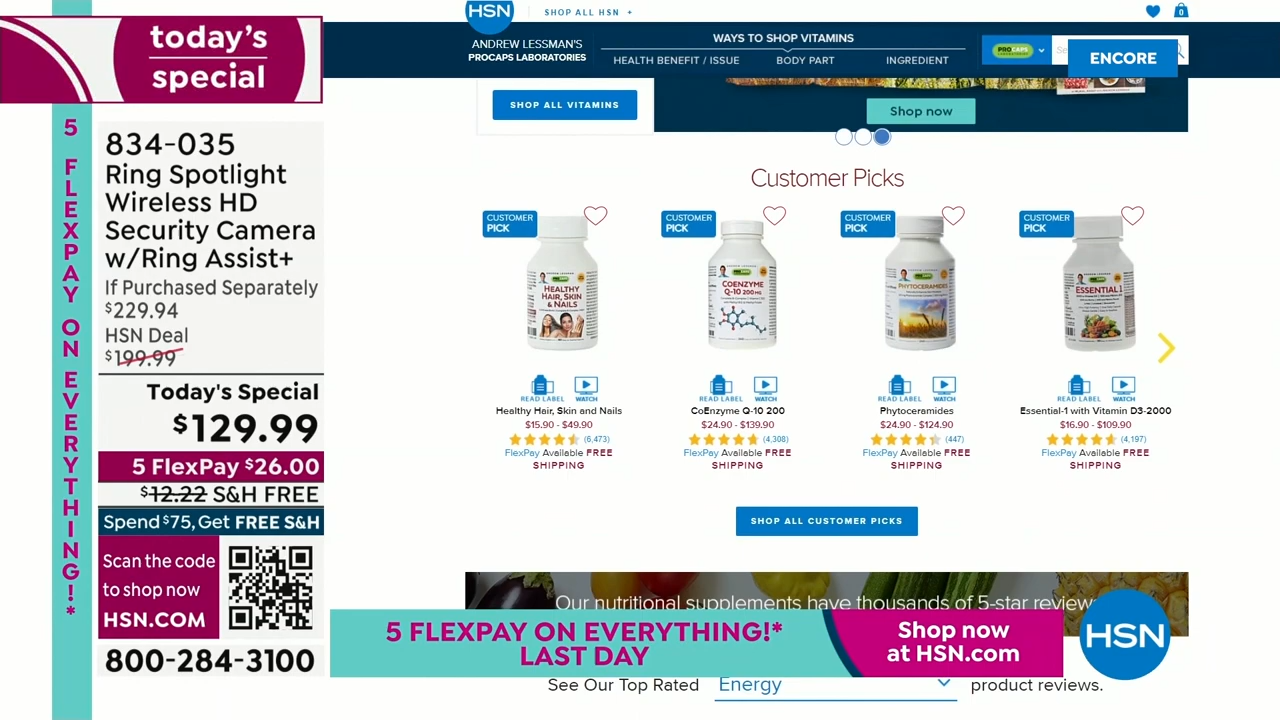 today's
special
5 FLEXPAY ON EVERYTHING!*
834-035
Ring Spotlight
Wireless HD
Security Camera
w/Ring Assist+
If Purchased Separately
$229.94
HSN Deal
$199.99
Today's Special
$129.99
5 FlexPay $26.00
$12.22 S&H FREE
Spend $75, Get FREE S&H
Scan the code
to shop now
HSN.COM
800-284-3100
HSN
SHOP ALL HSN +
0
ANDREW LESSMAN'S
PROCAPS LABORATORIES
WAYS TO SHOP VITAMINS
HEALTH BENEFIT / ISSUE BODY PART INGREDIENT
PROCAPS
ENCORE
SHOP ALL VITAMINS
Shop now
Customer Picks
CUSTOMER
PICK
CUSTOMER
PICK
CUSTOMER
PICK
CUSTOMER
PICK
HEALTHY
HAIR, SKIN
& NAILS
COENZYME
Q-10 200 MG
PHYTOCERAMIDES
ESSENTIAL 1
READ LABEL WATCH READ LABEL WATCH READ LABEL WATCH READ LABEL WATCH
Healthy Hair, Skin and Nails CoEnzyme Q-10 200 Phytoceramides Essential-1 with Vitamin D3-2000
$15.90 - $49.90 $24.90 - $139.90 $24.90 - $124.90 $16.90 - $109.90
(6,473) (4,308) (447) (4,197)
FlexPay Available FREE FlexPay Available FREE FlexPay Available FREE FlexPay Available FREE
SHIPPING SHIPPING SHIPPING SHIPPING
SHOP ALL CUSTOMER PICKS
Our nutritional supplements have thousands of 5-star
5 FLEXPAY ON EVERYTHING!*
LAST DAY
Shop now
at HSN.com
HSN
See Our Top Rated Energy product reviews.